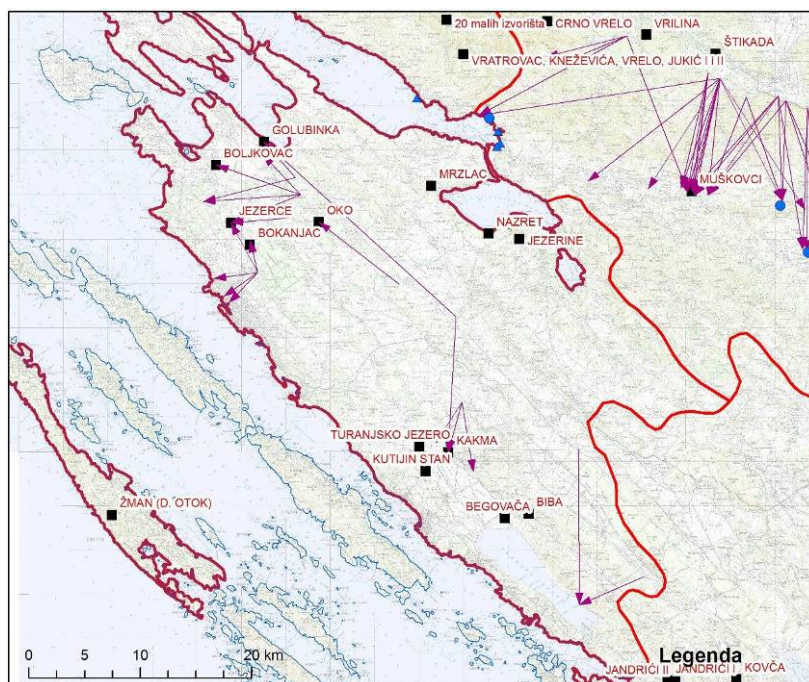 20 malih izvorišta
CRNO VRELO
VRILINA
ŠTIKADA
VRATROVAC, KNEŽEVIĆA, VRELO, JUKIĆ I i II
GOLUBINKA
BOLJKOVAC
MRZLAC
MUŠKOVCI
JEZERCE
OKO
BOKANJAC
NAZRET
JEZERINE
TURANJSKO JEZERO
KAKMA
KUTIJIN STAN
BEGOVAČA
BIBA
ŽMAN (D. OTOK)
0 5 10 20 km
Legenda
JANDRIĆI II
JANDRIĆI I
KOVČA